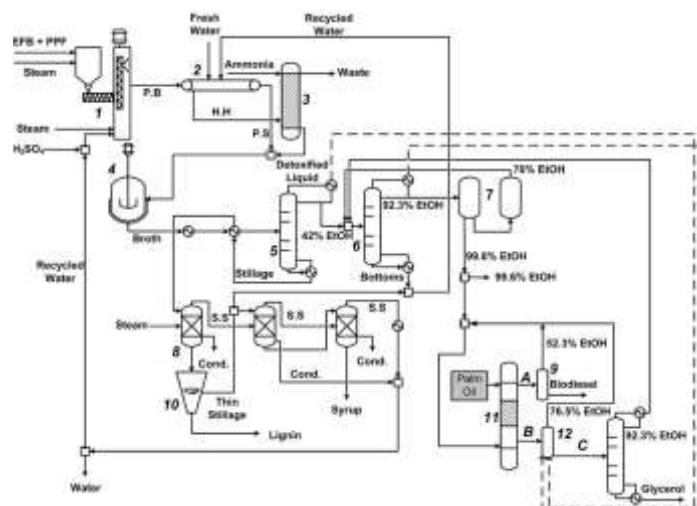 Fresh
Water
Recycled
Water
EFB + PPF
Steam
2
Ammonia
Waste
1
P.B
3
H.H
P.S
Steam
H₂SO₄
4
Detoxified
Liquid
76% EtOH
92.3% EtOH
7
Broth
42% EtOH
5
6
Stillage
Bottoms
99.6% EtOH
99.6% EtOH
Recycled
Water
S.S
S.S
S.S
Steam
8
Cond.
Cond.
Cond.
52.3% EtOH
9
Palm
Oil
A
Biodiesel
10
Thin
Stillage
Syrup
76.5% EtOH
11
B
12
C
92.3% EtOH
Lignin
Water
Glycerol